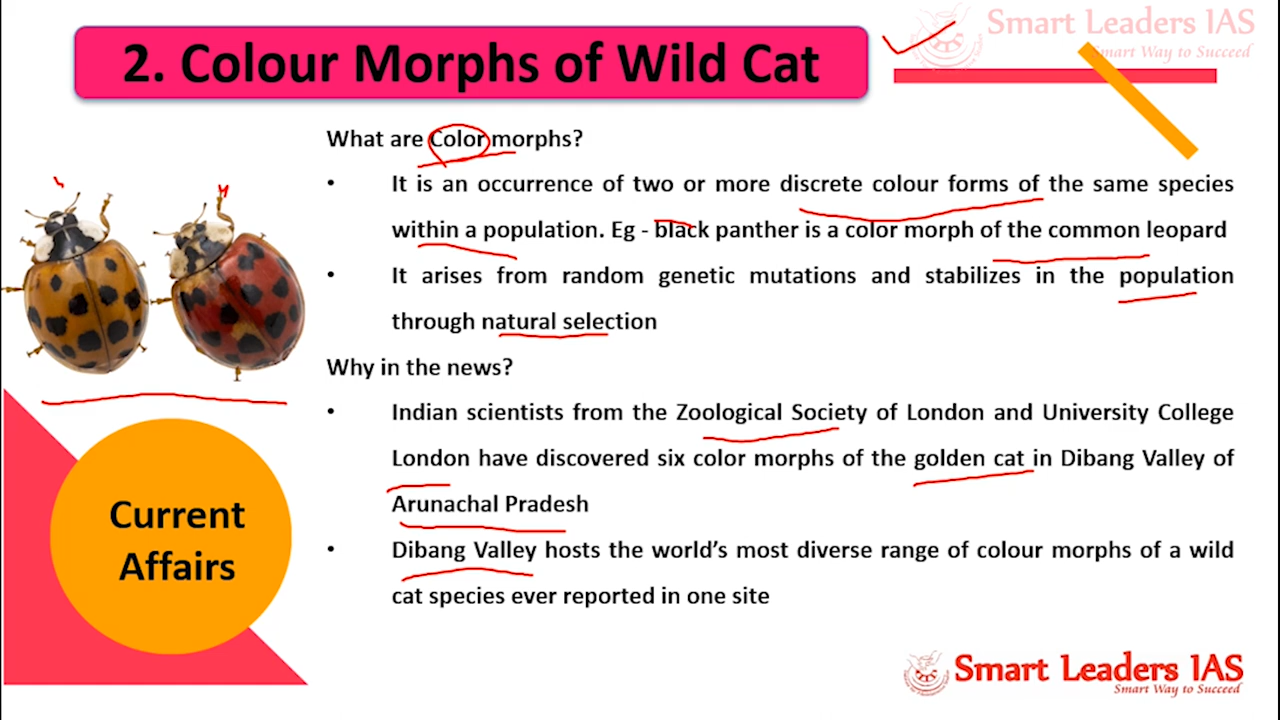 Smart Leaders IAS
Smart Way to Succeed
2. Colour Morphs of Wild Cat
What are Color morphs?
• It is an occurrence of two or more discrete colour forms of the same species
within a population. Eg - black panther is a color morph of the common leopard
• It arises from random genetic mutations and stabilizes in the population
through natural selection
Why in the news?
• Indian scientists from the Zoological Society of London and University College
London have discovered six color morphs of the golden cat in Dibang Valley of
Arunachal Pradesh
• Dibang Valley hosts the world’s most diverse range of colour morphs of a wild
cat species ever reported in one site
Current
Affairs
Smart Leaders IAS
Smart Way to Succeed